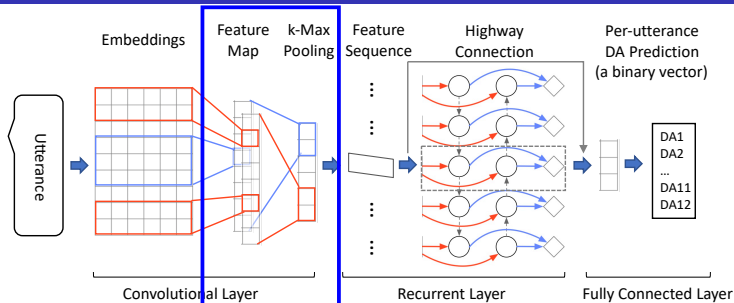 Embeddings
Feature
Map
k-Max
Pooling
Feature
Sequence
Highway
Connection
Per-utterance
DA Prediction
(a binary vector)
Utterance
...
...
...
...
DA1
DA2
...
DA11
DA12
Convolutional Layer
Recurrent Layer
Fully Connected Layer